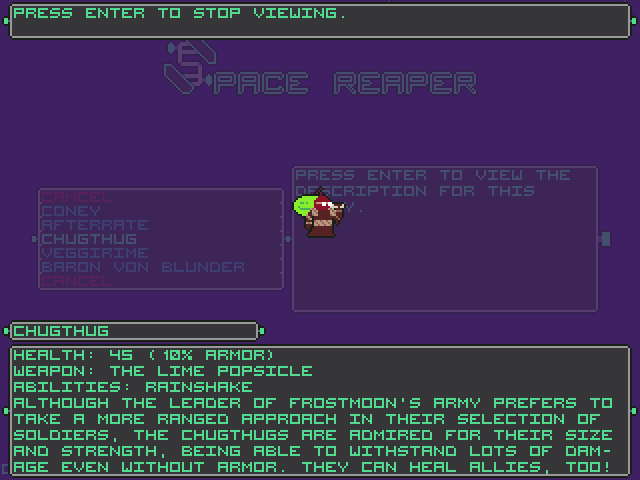 PRESS ENTER TO STOP VIEWING.
SPACE REAPER
PRESS ENTER TO VIEW THE
DESCRIPTION FOR THIS
Y.
CANCEL
CONEY
AFTERRATE
CHUGTHUG
VEGGIRIME
BARON VON BLUNDER
CANCEL
CHUGTHUG
HEALTH: 45 (10% ARMOR)
WEAPON: THE LIME POPSICLE
ABILITIES: RAINSHAKE
ALTHOUGH THE LEADER OF FROSTMOON'S ARMY PREFERS TO
TAKE A MORE RANGED APPROACH IN THEIR SELECTION OF
SOLDIERS, THE CHUGTHUGS ARE ADMIRED FOR THEIR SIZE
AND STRENGTH, BEING ABLE TO WITHSTAND LOTS OF DAM-
AGE EVEN WITHOUT ARMOR. THEY CAN HEAL ALLIES, TOO!